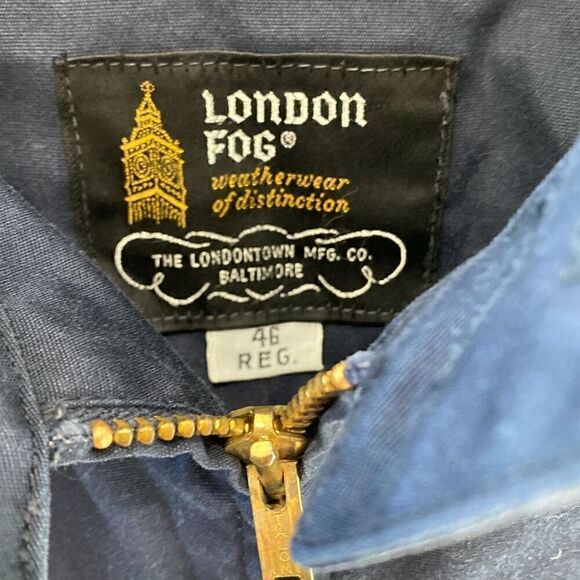 LONDON
FOG®
weatherwear
of distinction
THE LONDONTOWN MFG. CO.
BALTIMORE
46
REG.